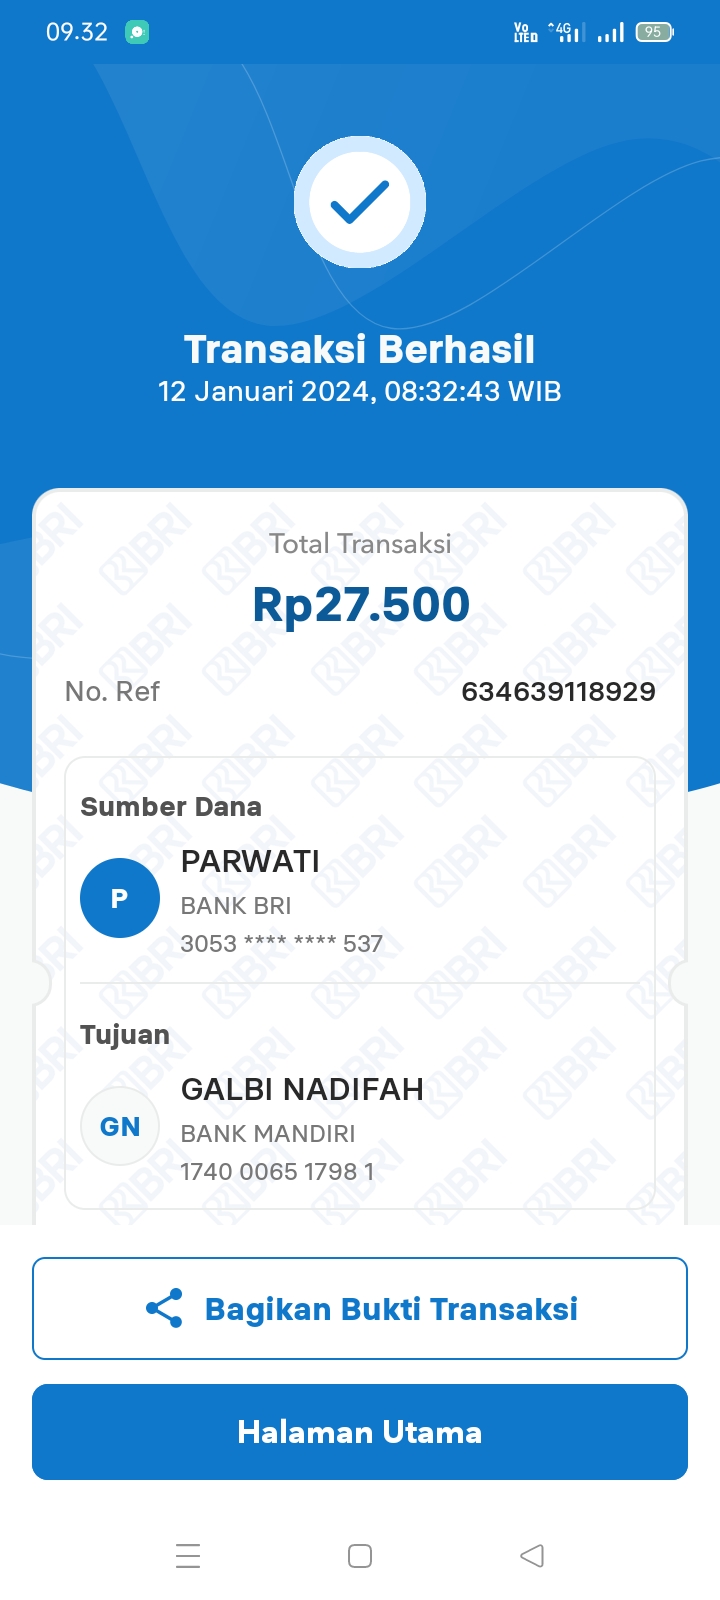 09.32
Vo LTED 4G 95
Transaksi Berhasil
12 Januari 2024, 08:32:43 WIB
Total Transaksi
Rp27.500
No. Ref 634639118929
Sumber Dana
P
PARWATI
BANK BRI
3053 **** **** 537
Tujuan
GN
GALBI NADIFAH
BANK MANDIRI
1740 0065 1798 1
Bagikan Bukti Transaksi
Halaman Utama